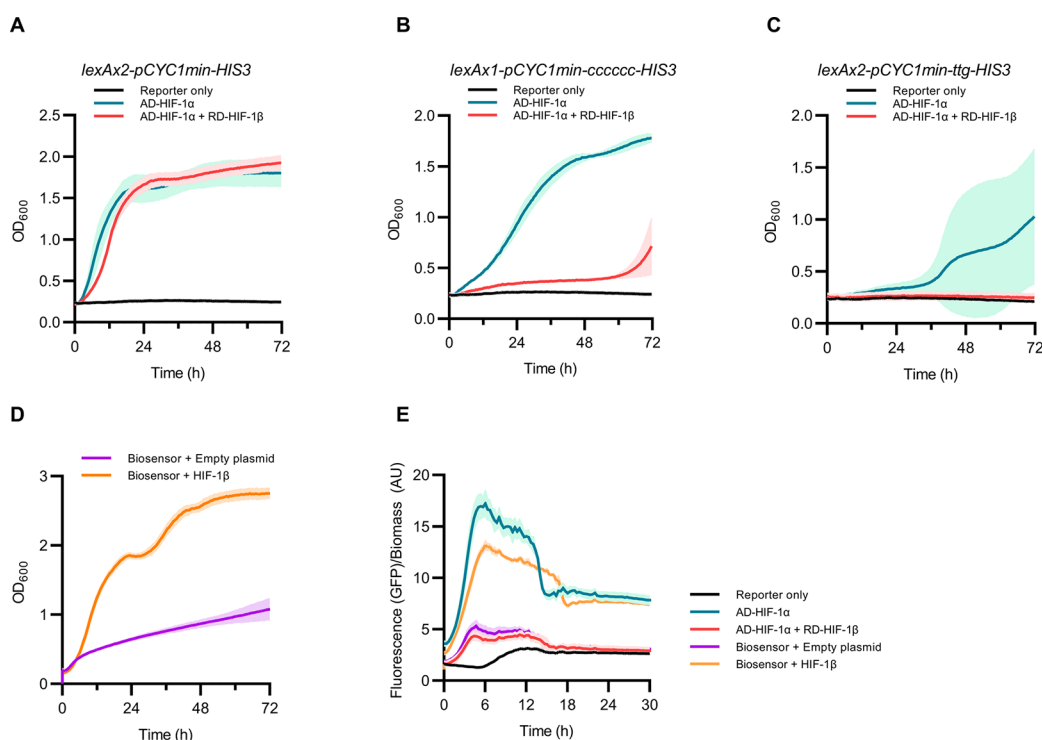 A
lexAx2-pCYC1min-HIS3
Reporter only
AD-HIF-1α
AD-HIF-1α + RD-HIF-1β
2.5
2.0
1.5
1.0
0.5
0.0
OD600
0 24 48 72
Time (h)
B
lexAx1-pCYC1min-cccccc-HIS3
Reporter only
AD-HIF-1α
AD-HIF-1α + RD-HIF-1β
2.0
1.5
1.0
0.5
0.0
OD600
0 24 48 72
Time (h)
C
lexAx2-pCYC1min-ttg-HIS3
Reporter only
AD-HIF-1α
AD-HIF-1α + RD-HIF-1β
2.0
1.5
1.0
0.5
0.0
OD600
0 24 48 72
Time (h)
D
Biosensor + Empty plasmid
Biosensor + HIF-1β
3
2
1
0
OD600
0 24 48 72
Time (h)
E
20
15
10
5
0
Fluorescence (GFP)/Biomass (AU)
0 6 12 18 24 30
Time (h)
Reporter only
AD-HIF-1α
AD-HIF-1α + RD-HIF-1β
Biosensor + Empty plasmid
Biosensor + HIF-1β